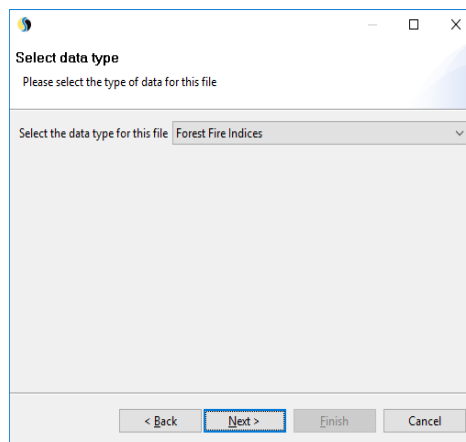 Select data type
Please select the type of data for this file
Select the data type for this file Forest Fire Indices
< Back Next > Finish Cancel